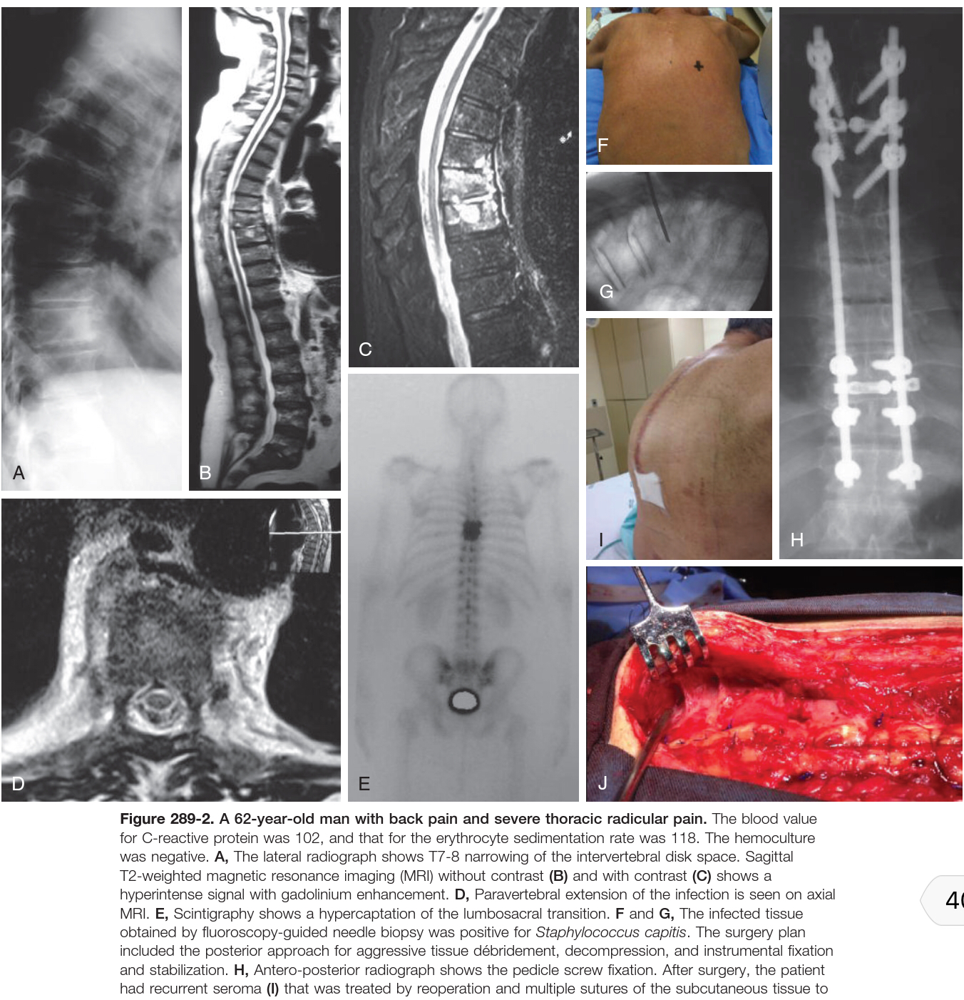 A
B
C
F
G
I
H
D
E
J
Figure 289-2. A 62-year-old man with back pain and severe thoracic radicular pain. The blood value
for C-reactive protein was 102, and that for the erythrocyte sedimentation rate was 118. The hemoculture
was negative. A, The lateral radiograph shows T7-8 narrowing of the intervertebral disk space. Sagittal
T2-weighted magnetic resonance imaging (MRI) without contrast (B) and with contrast (C) shows a
hyperintense signal with gadolinium enhancement. D, Paravertebral extension of the infection is seen on axial
MRI. E, Scintigraphy shows a hypercaptation of the lumbosacral transition. F and G, The infected tissue
obtained by fluoroscopy-guided needle biopsy was positive for Staphylococcus capitis. The surgery plan
included the posterior approach for aggressive tissue débridement, decompression, and instrumental fixation
and stabilization. H, Antero-posterior radiograph shows the pedicle screw fixation. After surgery, the patient
had recurrent seroma (I) that was treated by reoperation and multiple sutures of the subcutaneous tissue to